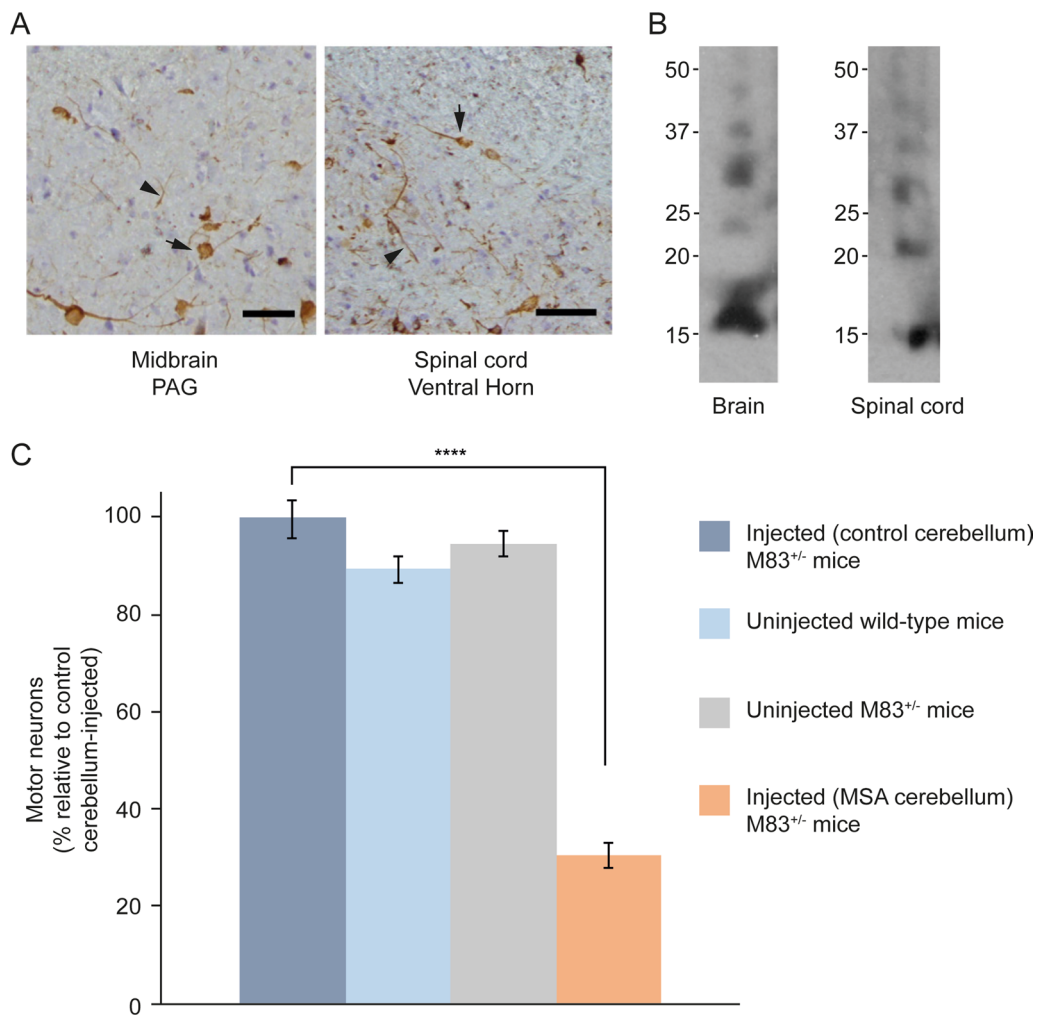 A
B
Midbrain
PAG
Spinal cord
Ventral Horn
50
37
25
20
15
Brain
50
37
25
20
15
Spinal cord
C
****
Motor neurons
(% relative to control
cerebellum-injected)
100
80
60
40
20
0
Injected (control cerebellum)
M83+/- mice
Uninjected wild-type mice
Uninjected M83+/- mice
Injected (MSA cerebellum)
M83+/- mice